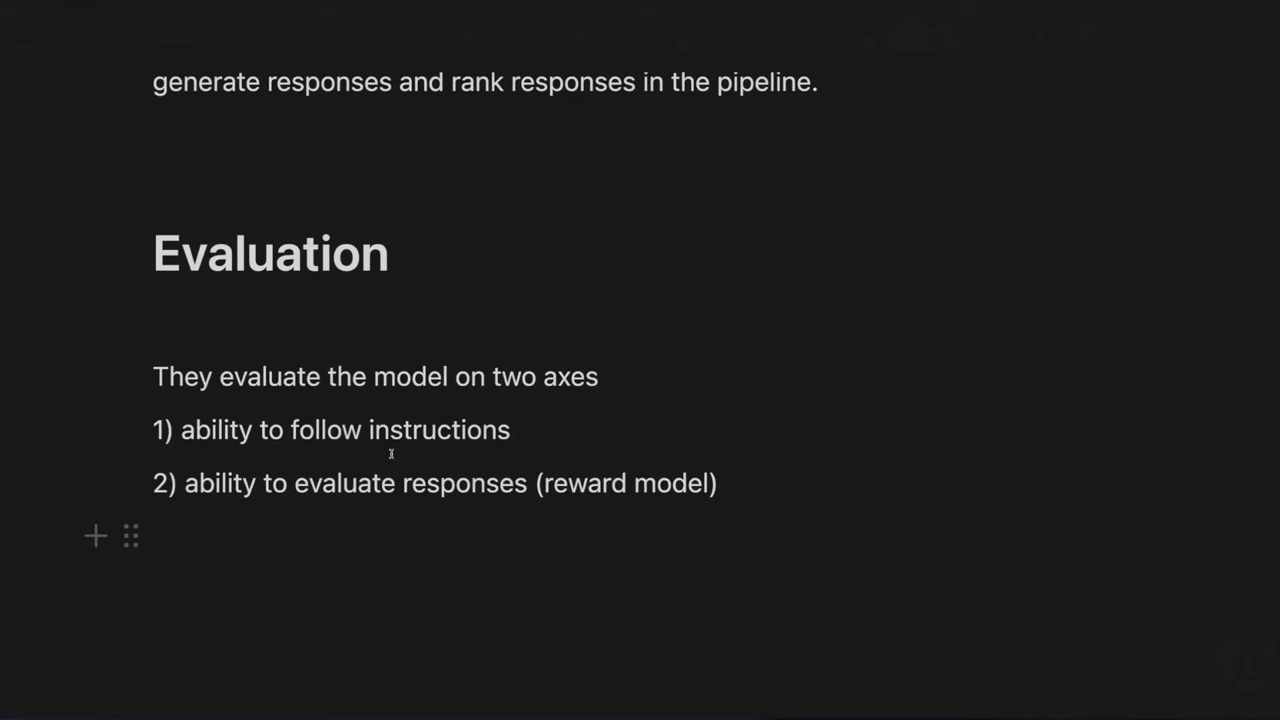 generate responses and rank responses in the pipeline.
Evaluation
They evaluate the model on two axes
1) ability to follow instructions
2) ability to evaluate responses (reward model)